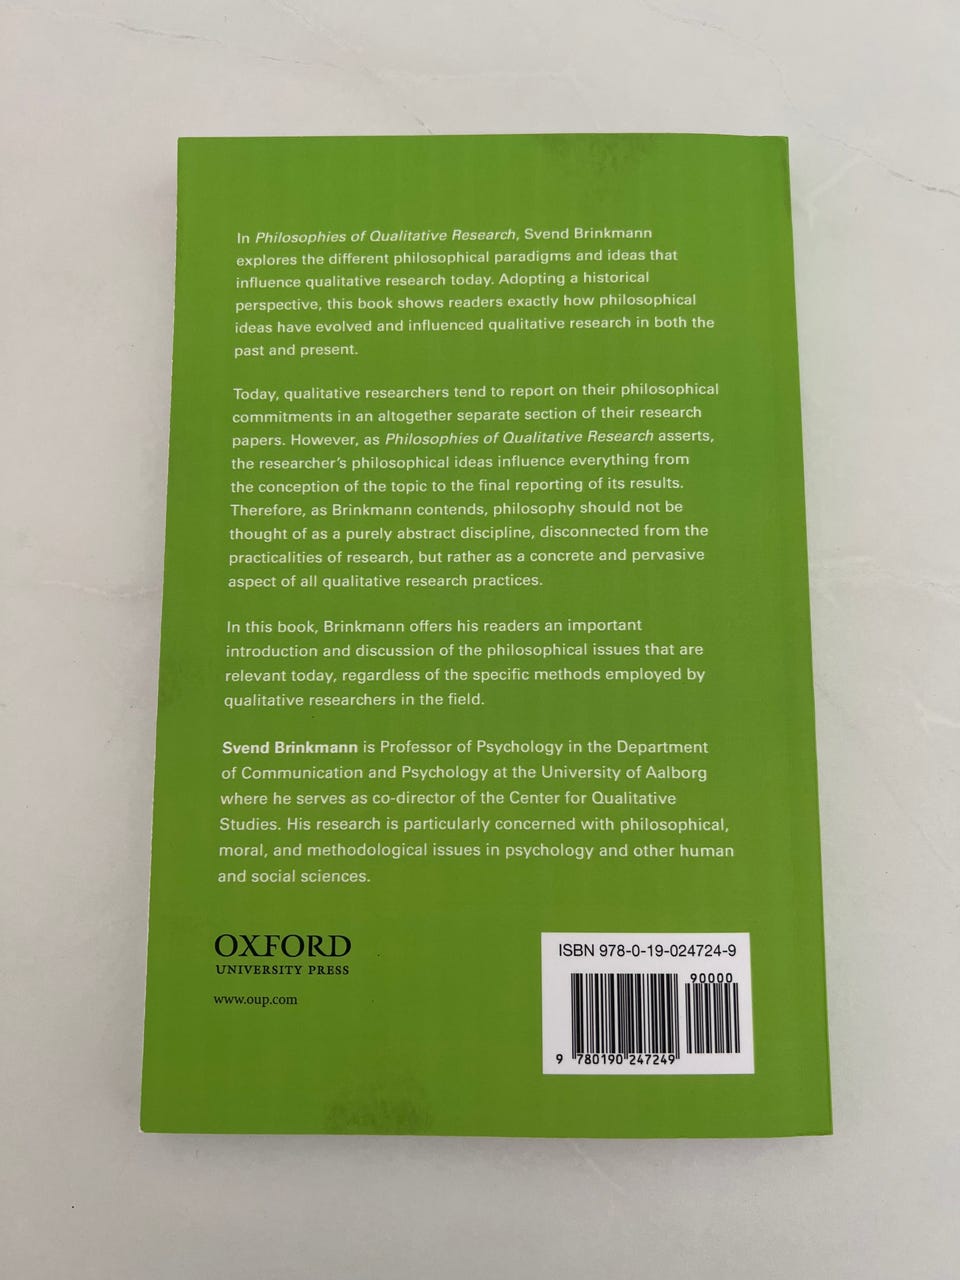 In Philosophies of Qualitative Research, Svend Brinkmann
explores the different philosophical paradigms and ideas that
influence qualitative research today. Adopting a historical
perspective, this book shows readers exactly how philosophical
ideas have evolved and influenced qualitative research in both the
past and present.
Today, qualitative researchers tend to report on their philosophical
commitments in an altogether separate section of their research
papers. However, as Philosophies of Qualitative Research asserts,
the researcher's philosophical ideas influence everything from
the conception of the topic to the final reporting of its results.
Therefore, as Brinkmann contends, philosophy should not be
thought of as a purely abstract discipline, disconnected from the
practicalities of research, but rather as a concrete and pervasive
aspect of all qualitative research practices.
In this book, Brinkmann offers his readers an important
introduction and discussion of the philosophical issues that are
relevant today, regardless of the specific methods employed by
qualitative researchers in the field.
Svend Brinkmann is Professor of Psychology in the Department
of Communication and Psychology at the University of Aalborg
where he serves as co-director of the Center for Qualitative
Studies. His research is particularly concerned with philosophical,
moral, and methodological issues in psychology and other human
and social sciences.
OXFORD
UNIVERSITY PRESS
www.oup.com
ISBN 978-0-19-024724-9
90000
9 780190 247249